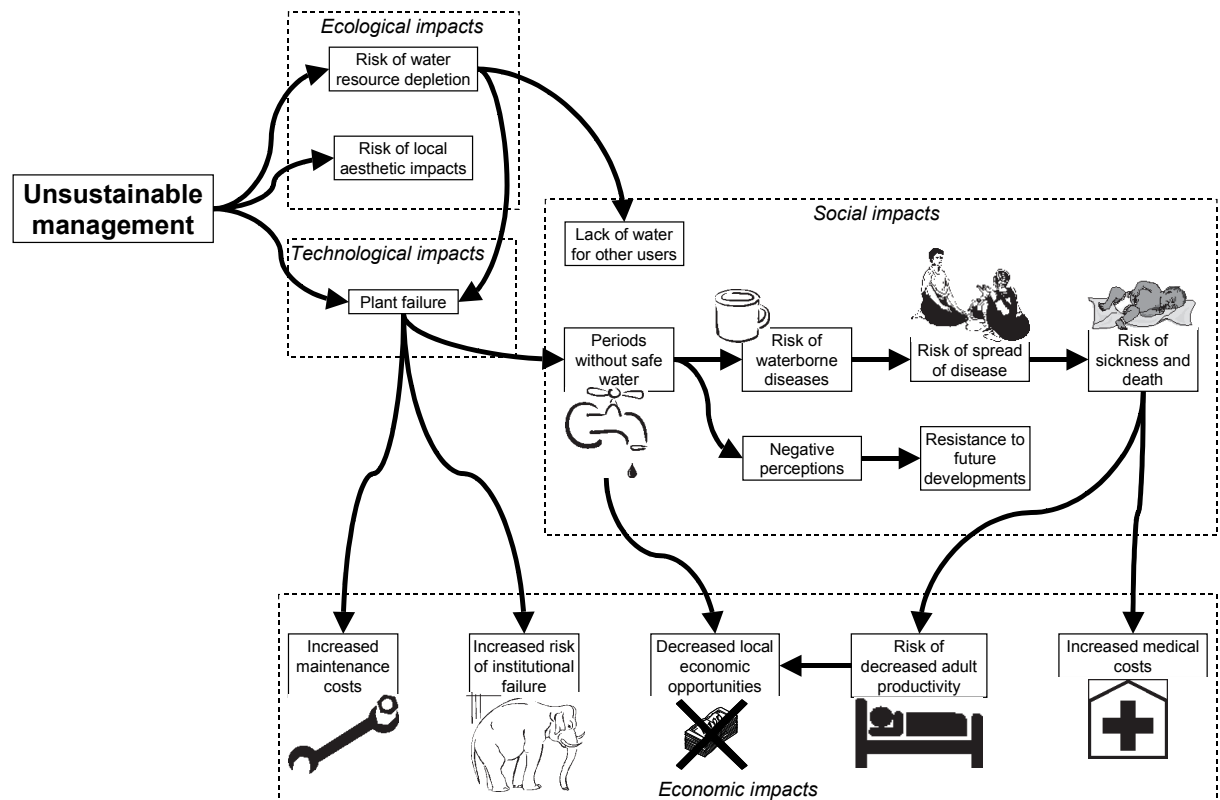 Ecological impacts
Risk of water
resource depletion
Risk of local
aesthetic impacts
Unsustainable
management
Technological impacts
Plant failure
Social impacts
Lack of water
for other users
Periods
without safe
water
Risk of
waterborne
diseases
Risk of spread
of disease
Risk of
sickness and
death
Negative
perceptions
Resistance to
future
developments
Increased
maintenance
costs
Increased risk
of institutional
failure
Decreased local
economic
opportunities
Risk of
decreased adult
productivity
Increased medical
costs
Economic impacts